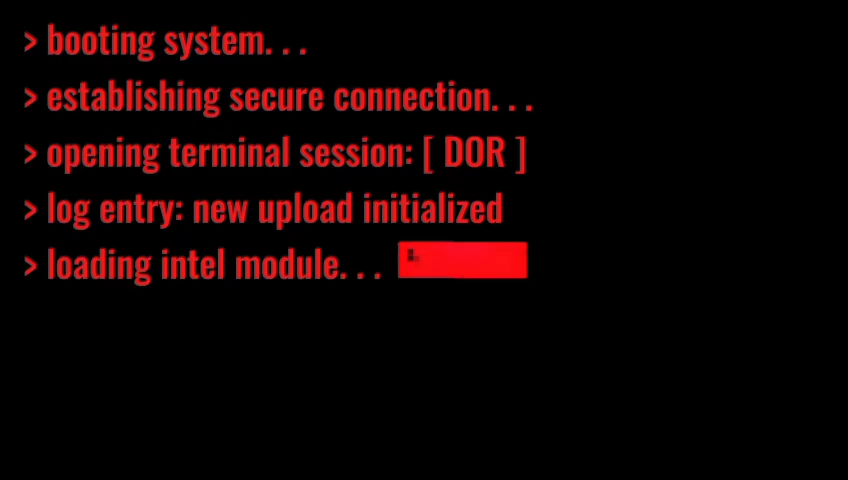 > booting system. . .
> establishing secure connection. . .
> opening terminal session: [ DOR ]
> log entry: new upload initialized
> loading intel module. . .